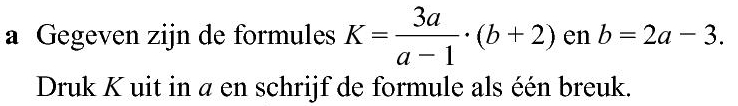 a Gegeven zijn de formules K = 3a/(a − 1) · (b + 2) en b = 2a − 3.
Druk K uit in a en schrijf de formule als één breuk.